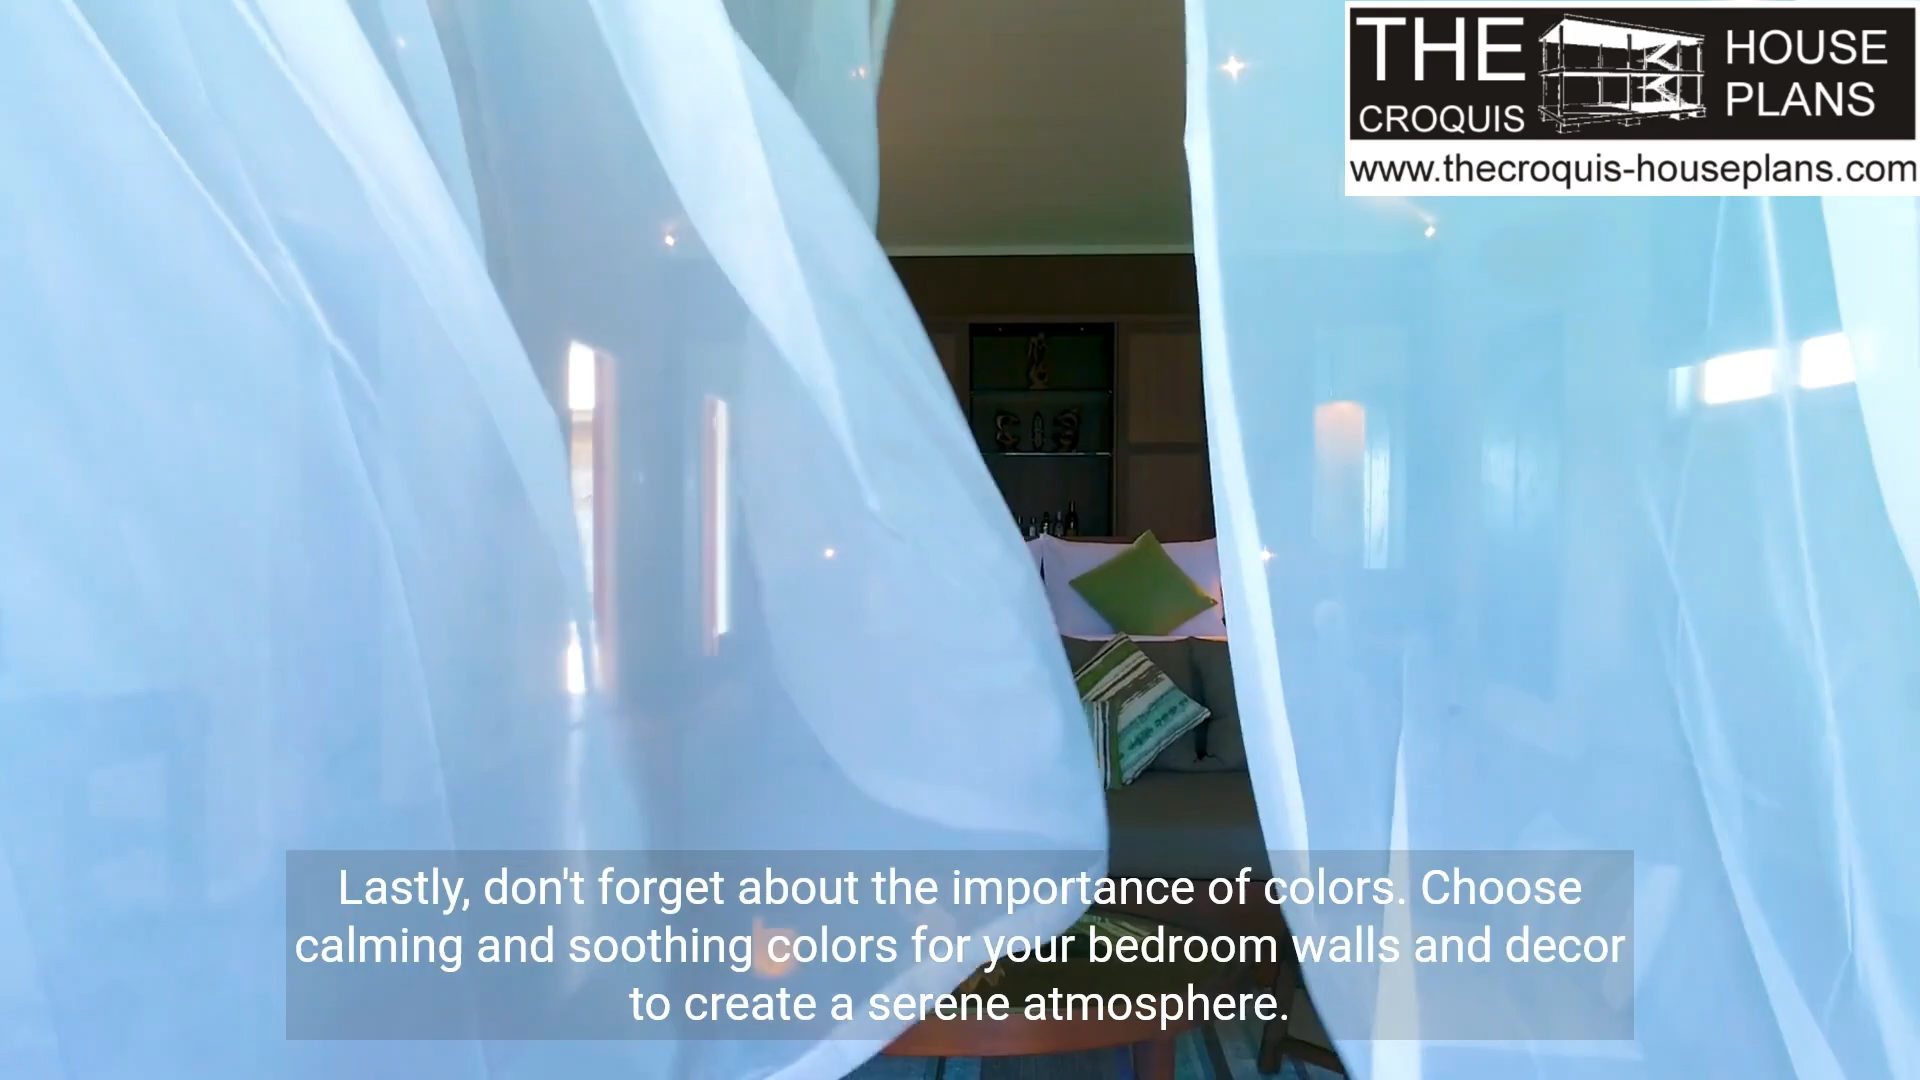 THE
CROQUIS
HOUSE
PLANS
www.thecroquis-houseplans.com
Lastly, don't forget about the importance of colors. Choose
calming and soothing colors for your bedroom walls and decor
to create a serene atmosphere.